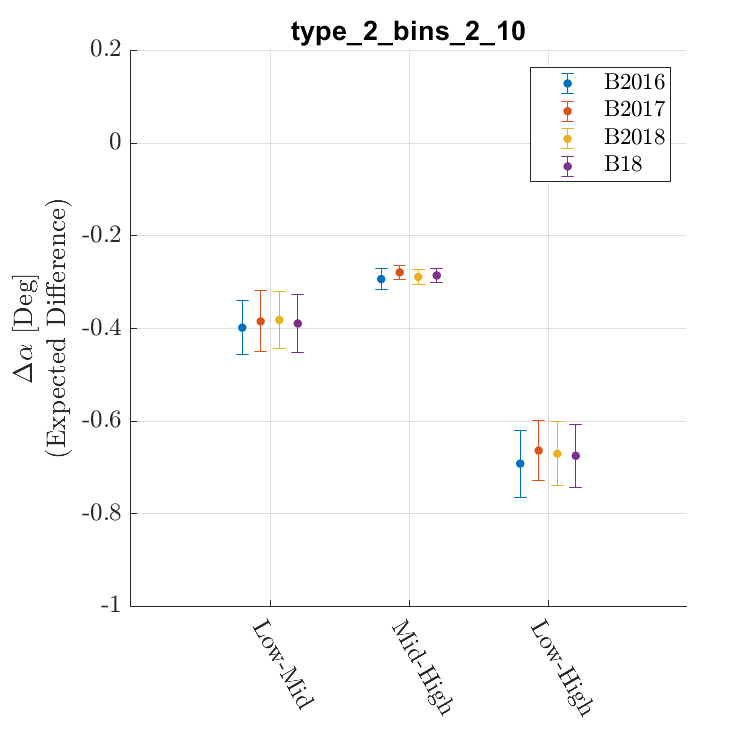 type_2_bins_2_10
0.2
0
-0.2
-0.4
-0.6
-0.8
-1
Δα [Deg]
(Expected Difference)
B2016
B2017
B2018
B18
Low-Mid
Mid-High
Low-High